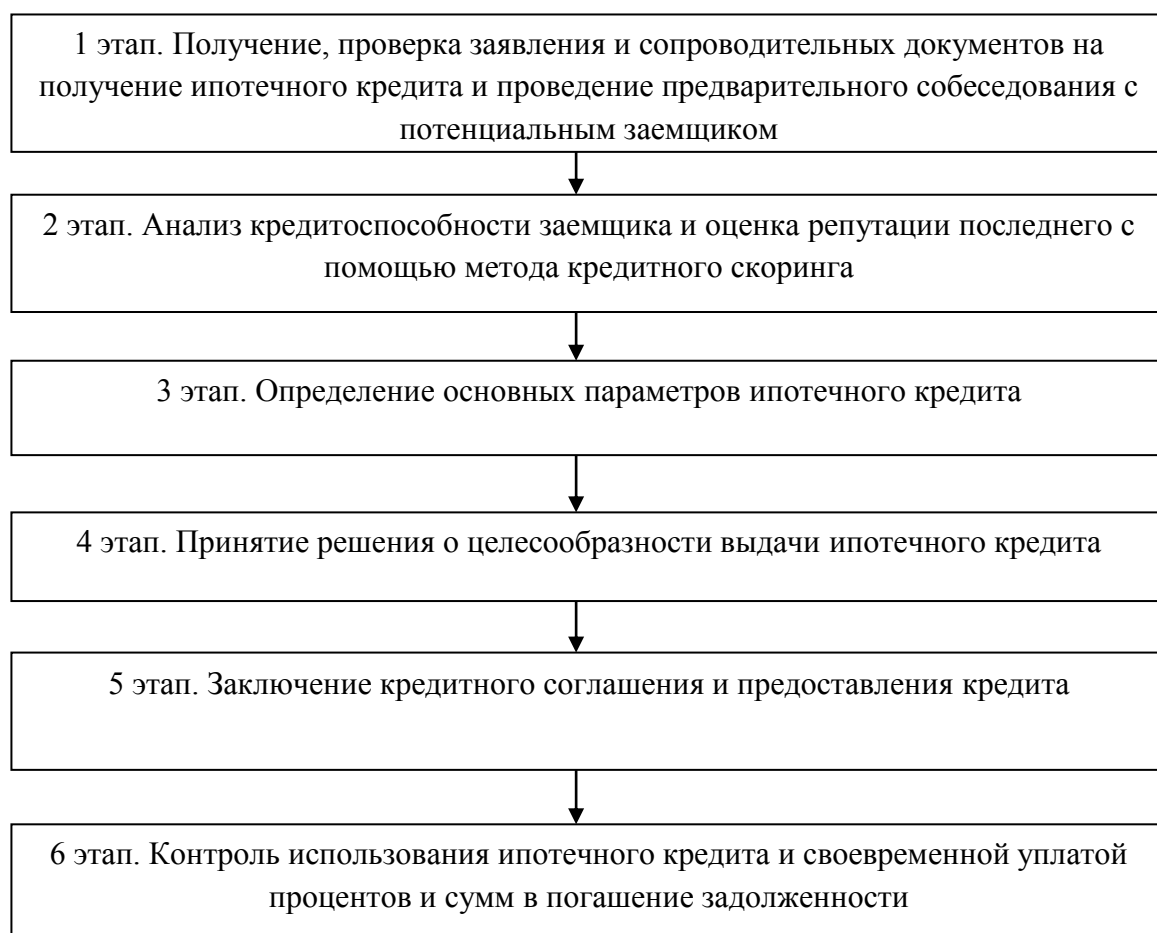 1 этап. Получение, проверка заявления и сопроводительных документов на
получение ипотечного кредита и проведение предварительного собеседования с
потенциальным заемщиком
2 этап. Анализ кредитоспособности заемщика и оценка репутации последнего с
помощью метода кредитного скоринга
3 этап. Определение основных параметров ипотечного кредита
4 этап. Принятие решения о целесообразности выдачи ипотечного кредита
5 этап. Заключение кредитного соглашения и предоставления кредита
6 этап. Контроль использования ипотечного кредита и своевременной уплатой
процентов и сумм в погашение задолженности